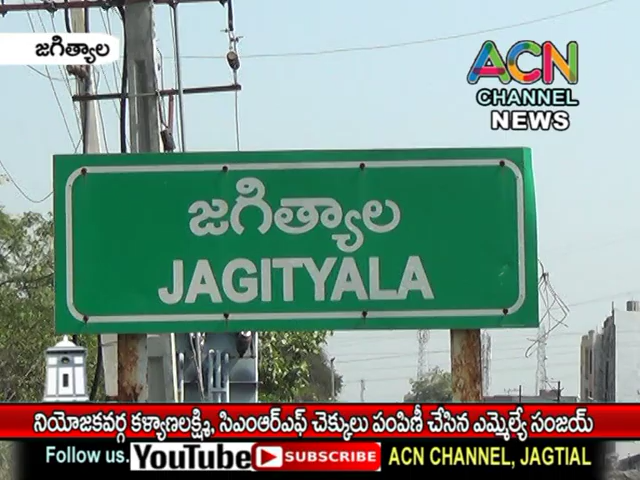 జగిత్యాల
ACN
CHANNEL
NEWS
జగిత్యాల
JAGITYALA
నియోజకవర్గ కళ్యాణలక్ష్మి, సిఎంఆర్ఎఫ్ చెక్కులు పంపిణీ చేసిన ఎమ్మెల్యే సంజయ్
Follow us. YouTube SUBSCRIBE ACN CHANNEL, JAGTIAL